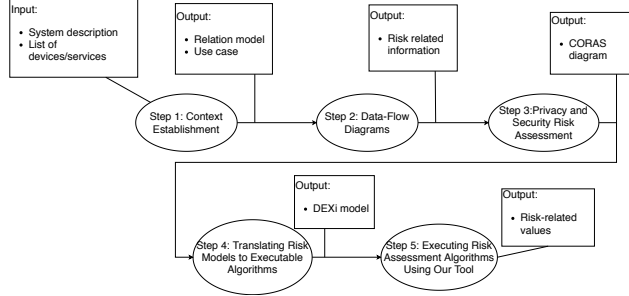 Input:
• System description
• List of
devices/services
Output:
• Relation model
• Use case
Output:
• Risk related
information
Output:
• CORAS
diagram
Step 1: Context
Establishment
Step 2: Data-Flow
Diagrams
Step 3:Privacy and
Security Risk
Assessment
Output:
• DEXi model
Output:
• Risk-related
values
Step 4: Translating Risk
Models to Executable
Algorithms
Step 5: Executing Risk
Assessment Algorithms
Using Our Tool